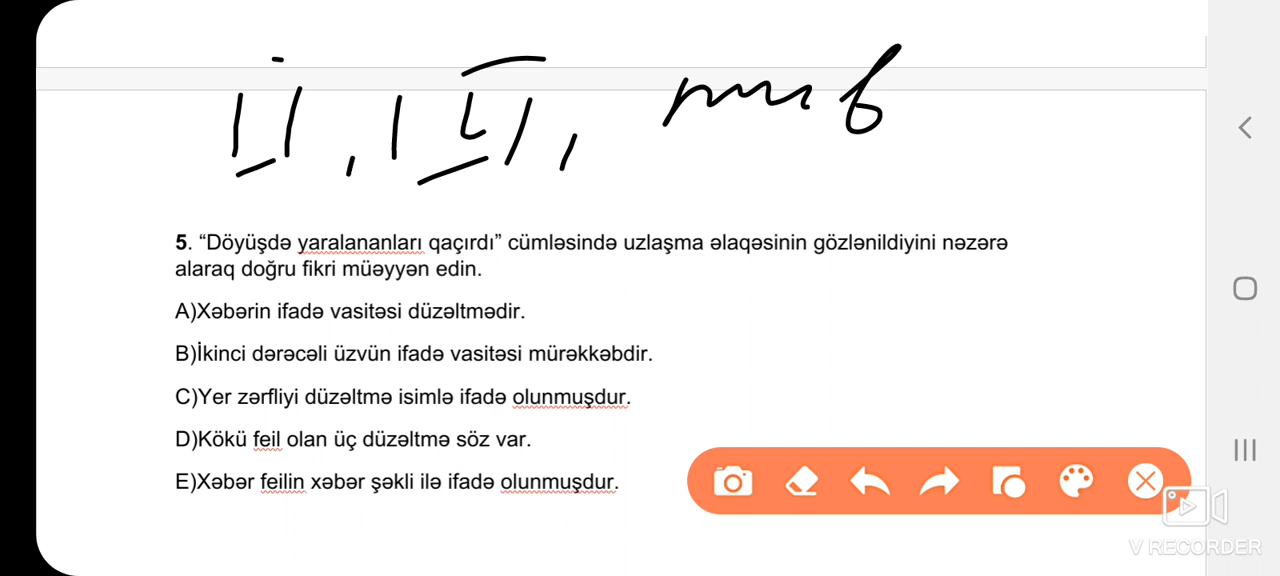 II, III,
5. “Döyüşdə yaralananları qaçırdı” cümləsində uzlaşma əlaqəsinin gözlənildiyini nəzərə
alaraq doğru fikri müəyyən edin.
A)Xəbərin ifadə vasitəsi düzəltmədir.
B)İkinci dərəcəli üzvün ifadə vasitəsi mürəkkəbdir.
C)Yer zərfliyi düzəltmə isimlə ifadə olunmuşdur.
D)Kökü feil olan üç düzəltmə söz var.
E)Xəbər feilin xəbər şəkli ilə ifadə olunmuşdur.
V RECORDER